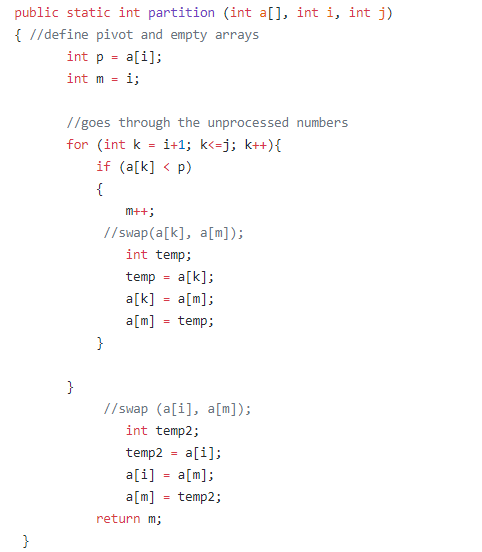 public static int partition (int a[], int i, int j)
{ //define pivot and empty arrays
int p = a[i];
int m = i;
//goes through the unprocessed numbers
for (int k = i+1; k<=j; k++){
if (a[k] < p)
{
m++;
//swap(a[k], a[m]);
int temp;
temp = a[k];
a[k] = a[m];
a[m] = temp;
}
}
//swap (a[i], a[m]);
int temp2;
temp2 = a[i];
a[i] = a[m];
a[m] = temp2;
return m;
}